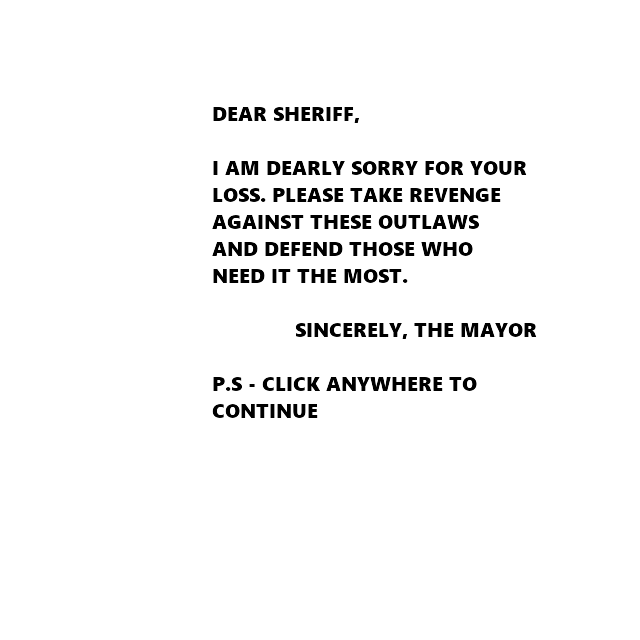 DEAR SHERIFF,
I AM DEARLY SORRY FOR YOUR
LOSS. PLEASE TAKE REVENGE
AGAINST THESE OUTLAWS
AND DEFEND THOSE WHO
NEED IT THE MOST.
SINCERELY, THE MAYOR
P.S - CLICK ANYWHERE TO
CONTINUE